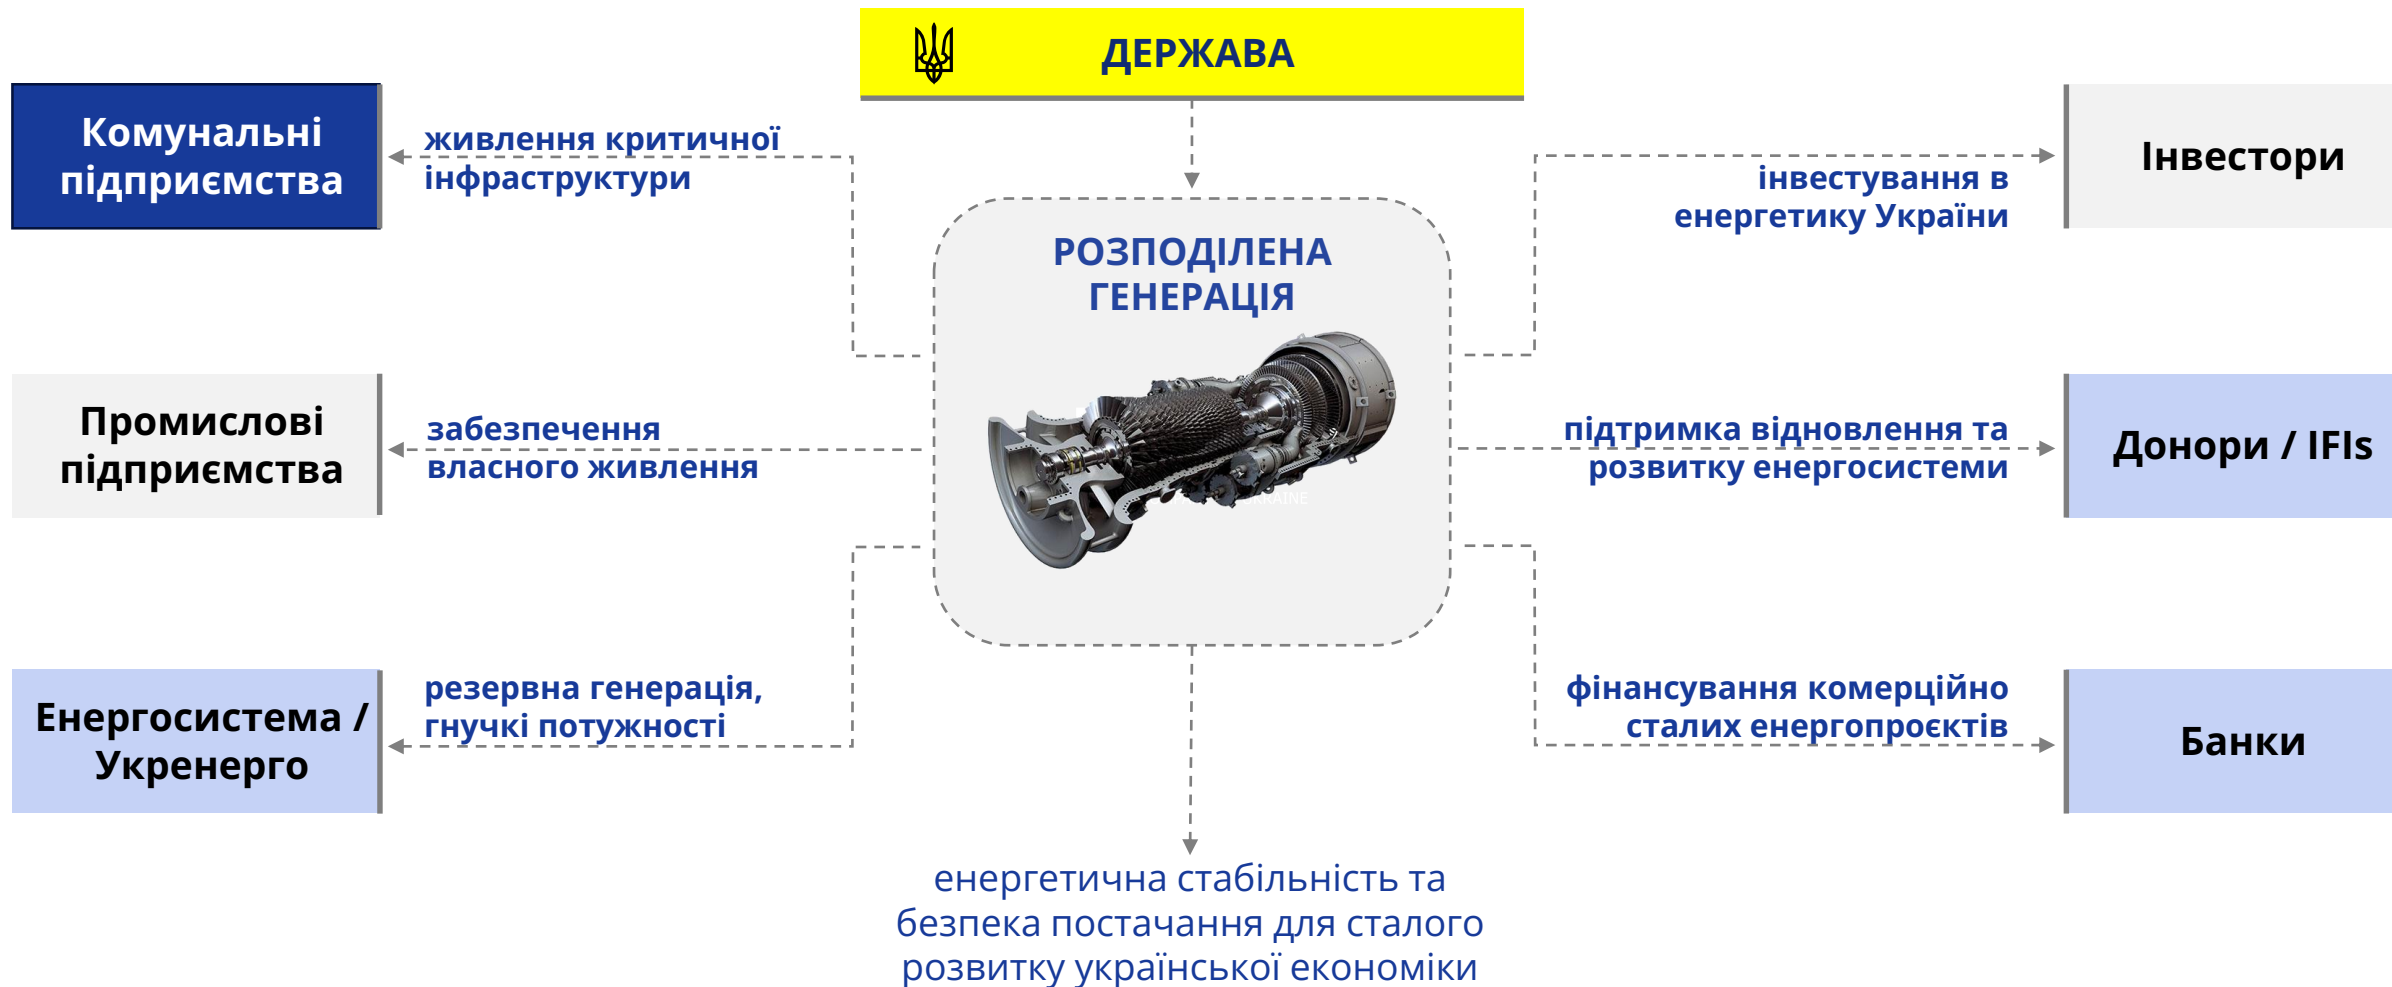 ДЕРЖАВА
Комунальні
підприємства
живлення критичної
інфраструктури
Інвестори
інвестування в
енергетику України
РОЗПОДІЛЕНА
ГЕНЕРАЦІЯ
Промислові
підприємства
забезпечення
власного живлення
підтримка відновлення та
розвитку енергосистеми
Донори / IFIs
Енергосистема /
Укренерго
резервна генерація,
гнучкі потужності
фінансування комерційно
сталих енергопроєктів
Банки
енергетична стабільність та
безпека постачання для сталого
розвитку української економіки